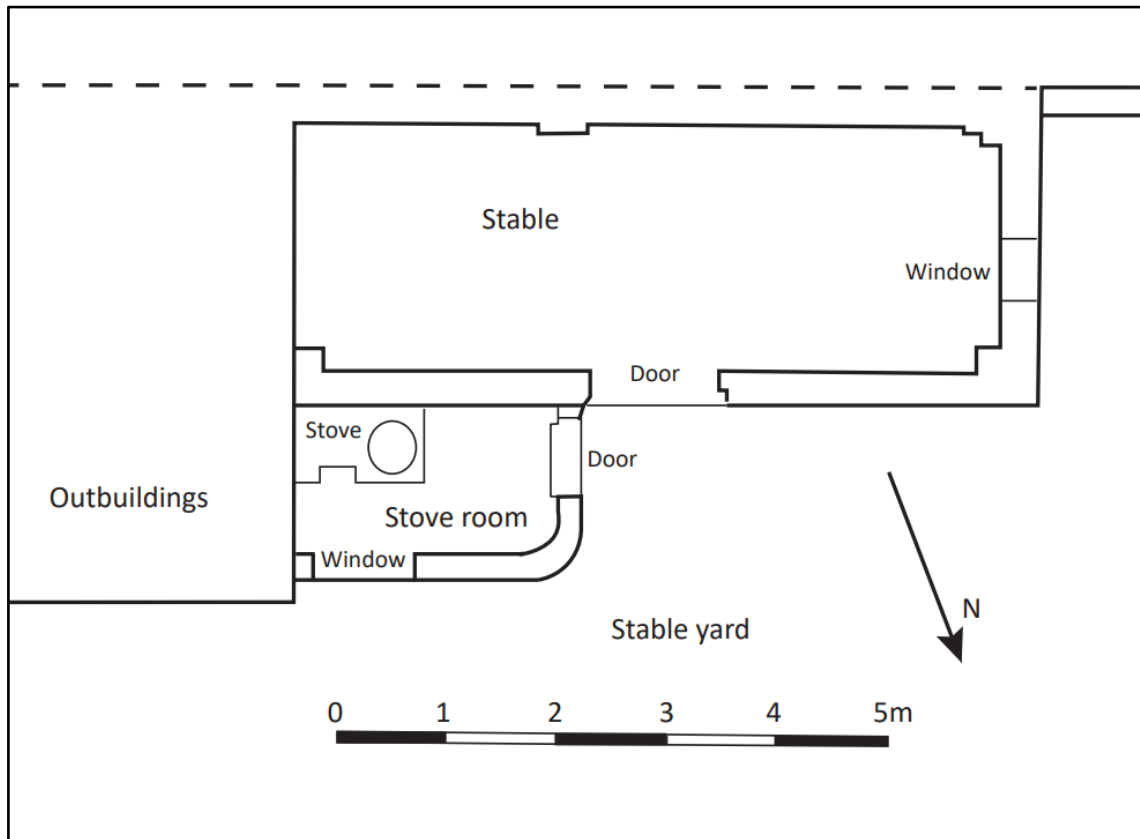 Stable
Window
Door
Stove
Door
Outbuildings
Stove room
Window
N
Stable yard
0 1 2 3 4 5m